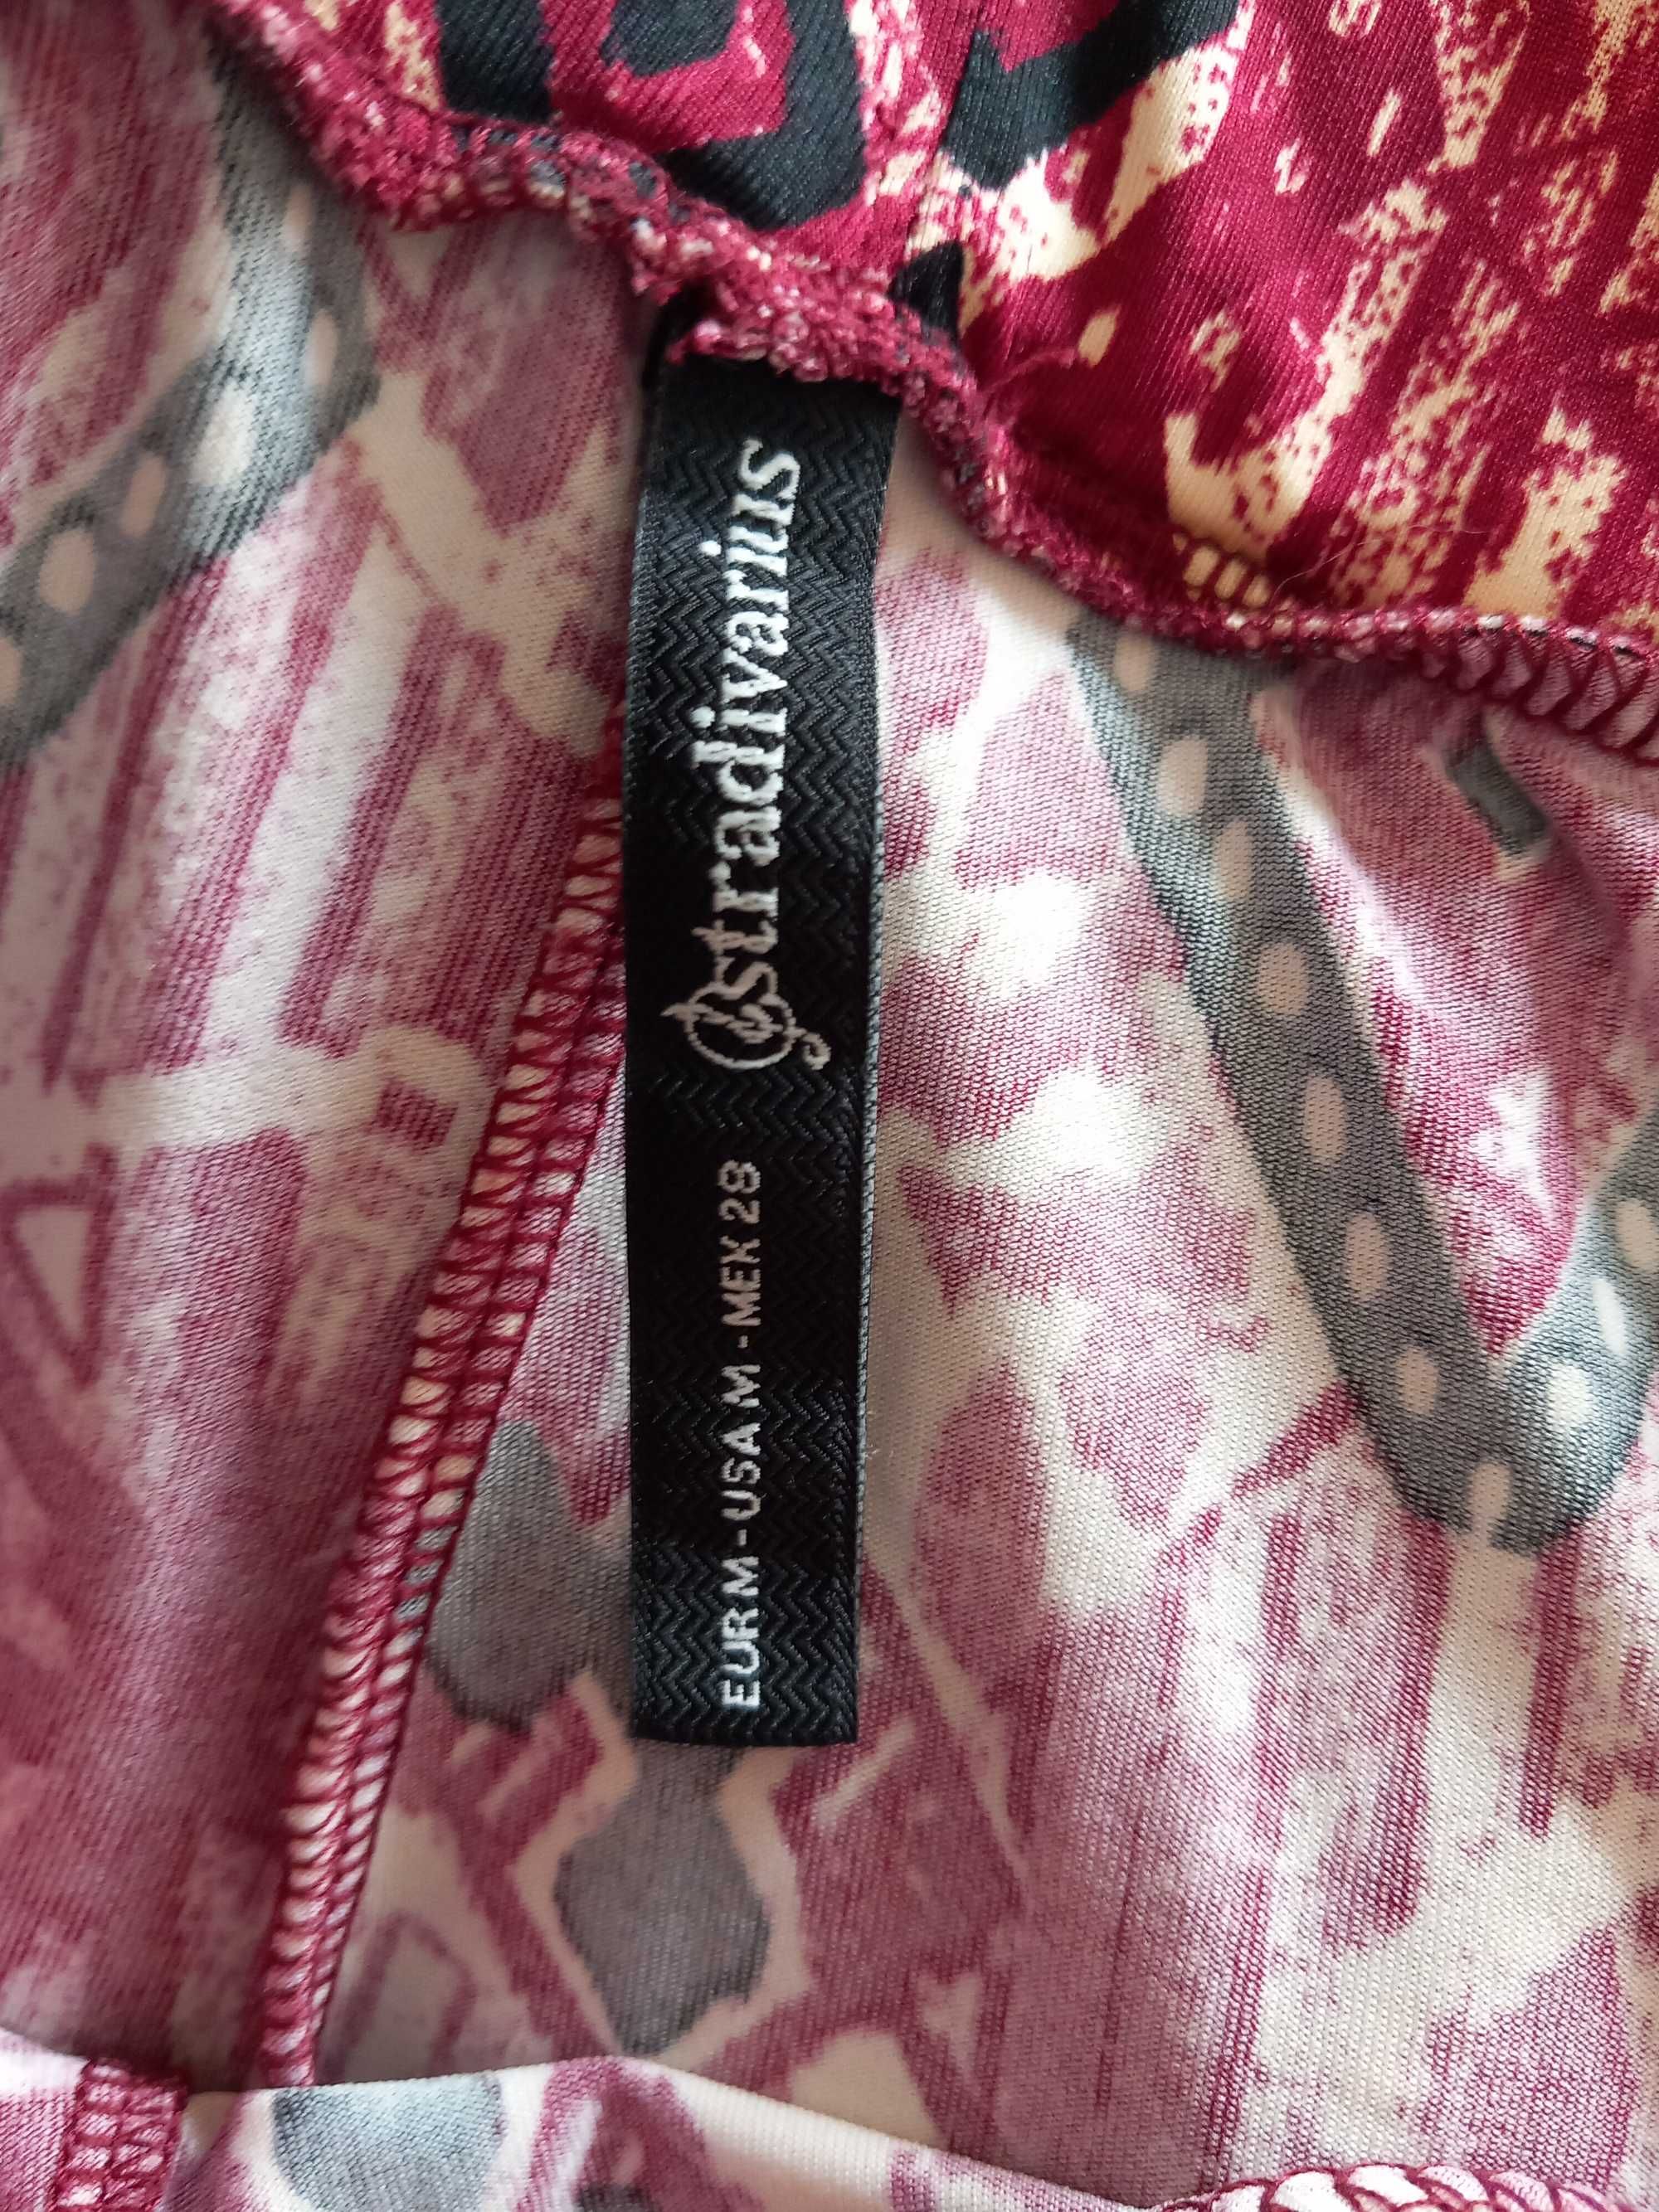 stradivarius
EUR M - USA M - MEX 28